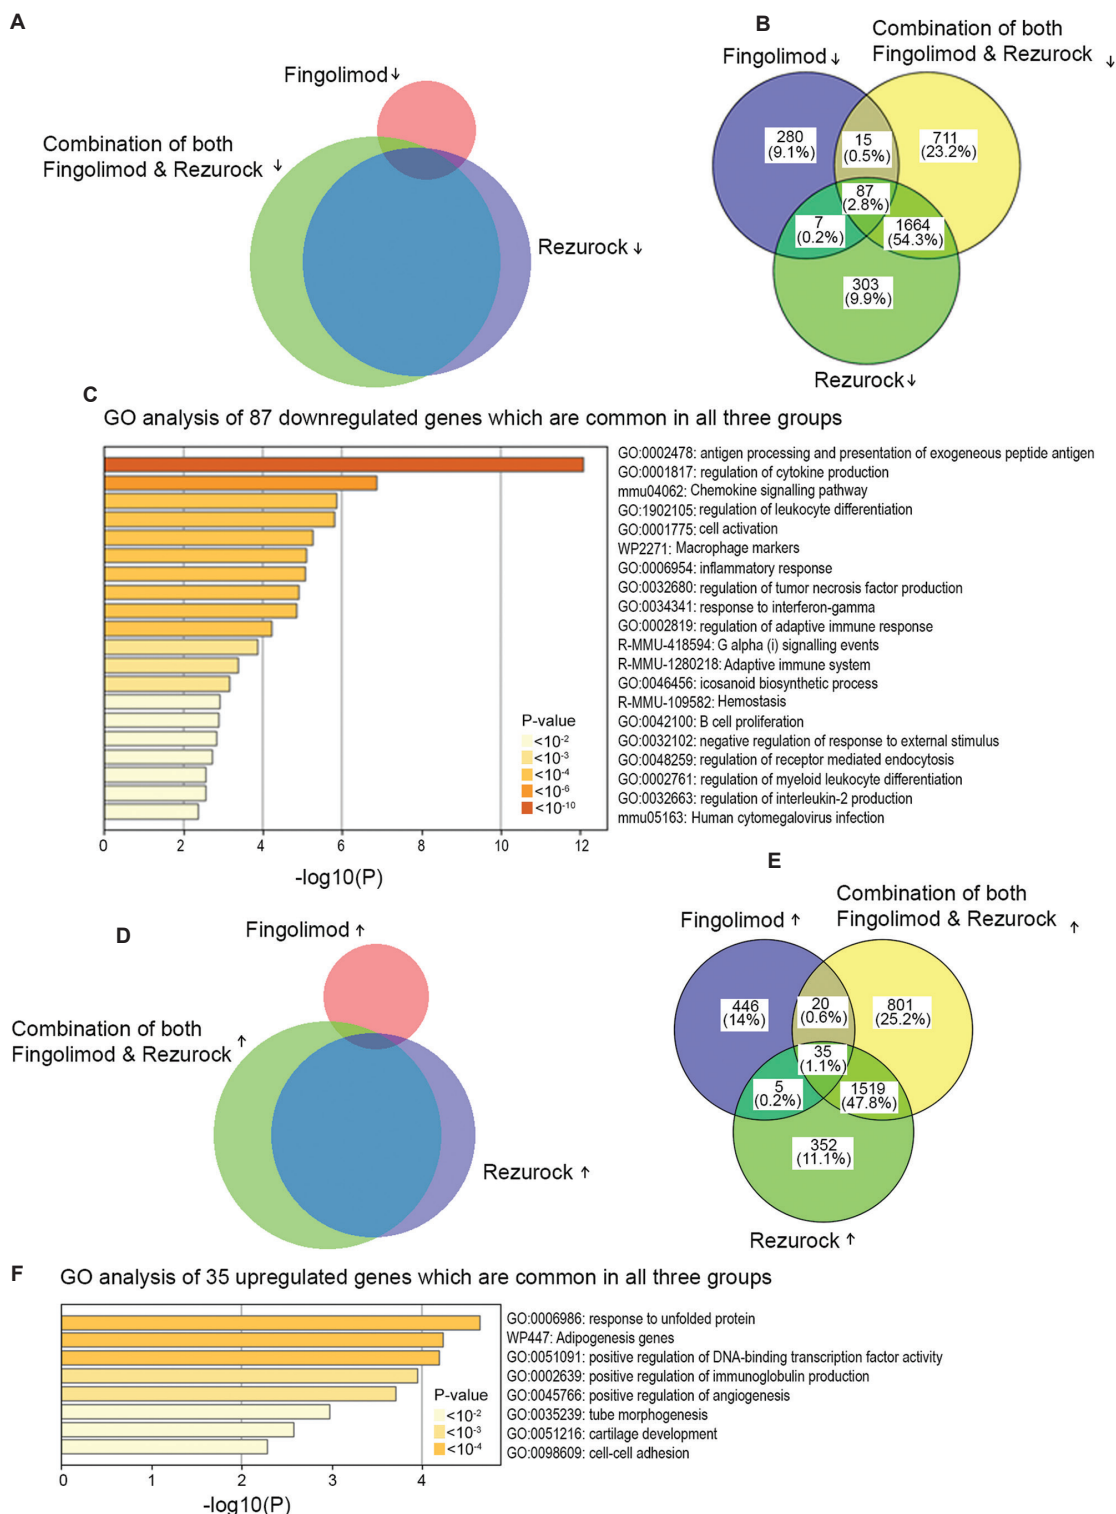 A
Fingolimod ↓
Combination of both
Fingolimod & Rezurock ↓
Rezurock ↓
B
Fingolimod ↓
Combination of both
Fingolimod & Rezurock ↓
280
(9.1%)
15
(0.5%)
711
(23.2%)
87
(2.8%)
7
(0.2%)
1664
(54.3%)
303
(9.9%)
Rezurock ↓
C
GO analysis of 87 downregulated genes which are common in all three groups
GO:0002478: antigen processing and presentation of exogeneous peptide antigen
GO:0001817: regulation of cytokine production
mmu04062: Chemokine signalling pathway
GO:1902105: regulation of leukocyte differentiation
GO:0001775: cell activation
WP2271: Macrophage markers
GO:0006954: inflammatory response
GO:0032680: regulation of tumor necrosis factor production
GO:0034341: response to interferon-gamma
GO:0002819: regulation of adaptive immune response
R-MMU-418594: G alpha (i) signalling events
R-MMU-1280218: Adaptive immune system
GO:0046456: icosanoid biosynthetic process
R-MMU-109582: Hemostasis
GO:0042100: B cell proliferation
GO:0032102: negative regulation of response to external stimulus
GO:0048259: regulation of receptor mediated endocytosis
GO:0002761: regulation of myeloid leukocyte differentiation
GO:0032663: regulation of interleukin-2 production
mmu05163: Human cytomegalovirus infection
P-value
<10-2
<10-3
<10-4
<10-6
<10-10
0 2 4 6 8 10 12
-log10(P)
D
Fingolimod ↑
Combination of both
Fingolimod & Rezurock ↑
Rezurock ↑
E
Combination of both
Fingolimod & Rezurock ↑
Fingolimod ↑
446
(14%)
20
(0.6%)
801
(25.2%)
35
(1.1%)
5
(0.2%)
1519
(47.8%)
352
(11.1%)
Rezurock ↑
F
GO analysis of 35 upregulated genes which are common in all three groups
GO:0006986: response to unfolded protein
WP447: Adipogenesis genes
GO:0051091: positive regulation of DNA-binding transcription factor activity
GO:0002639: positive regulation of immunoglobulin production
GO:0045766: positive regulation of angiogenesis
GO:0035239: tube morphogenesis
GO:0051216: cartilage development
GO:0098609: cell-cell adhesion
P-value
<10-2
<10-3
<10-4
0 1 2 3 4
-log10(P)